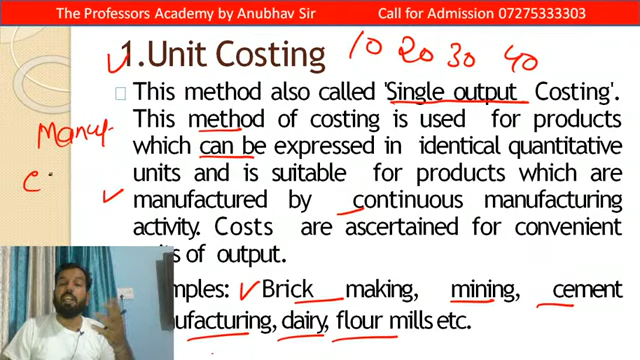 The Professors Academy by Anubhav Sir Call for Admission 07275333303
1.Unit Costing 10 20 30 40
This method also called 'Single output Costing'.
This method of costing is used for products
which can be expressed in identical quantitative
units and is suitable for products which are
manufactured by continuous manufacturing
activity. Costs are ascertained for convenient
of output.
Brick making, mining, cement
dairy, flour mills etc.